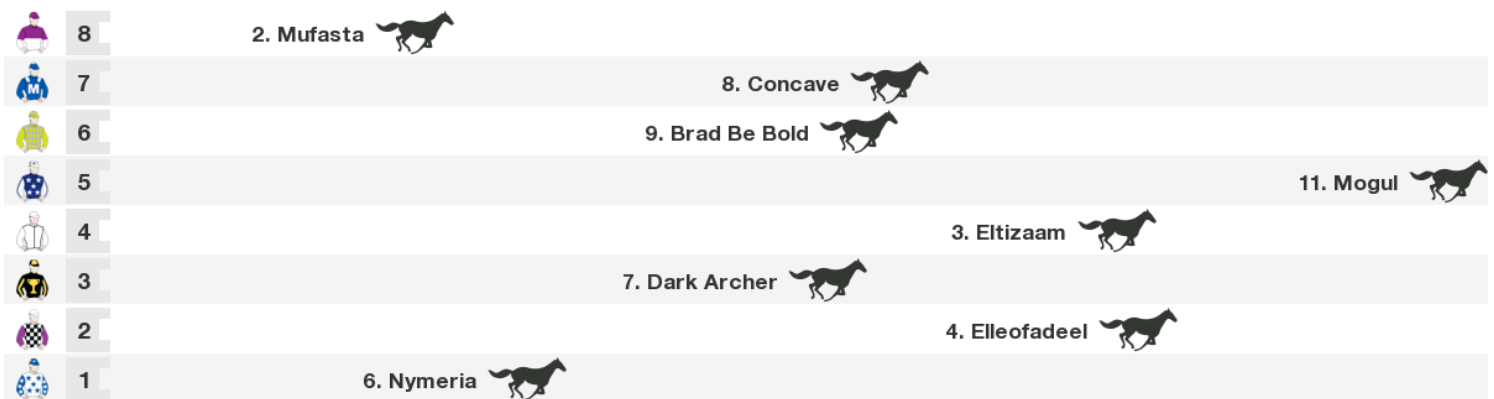 8 2. Mufasta
M 7 8. Concave
6 9. Brad Be Bold
5 11. Mogul
4 3. Eltizaam
3 7. Dark Archer
2 4. Elleofadeel
1 6. Nymeria